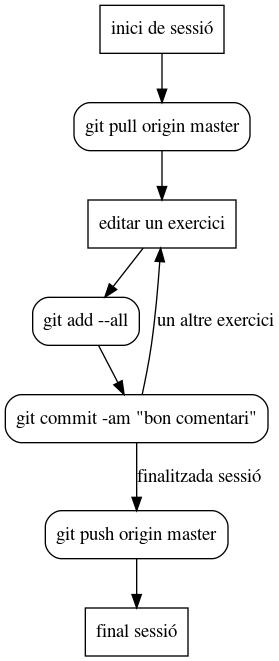 inici de sessió
git pull origin master
editar un exercici
git add --all
un altre exercici
git commit -am "bon comentari"
finalitzada sessió
git push origin master
final sessió